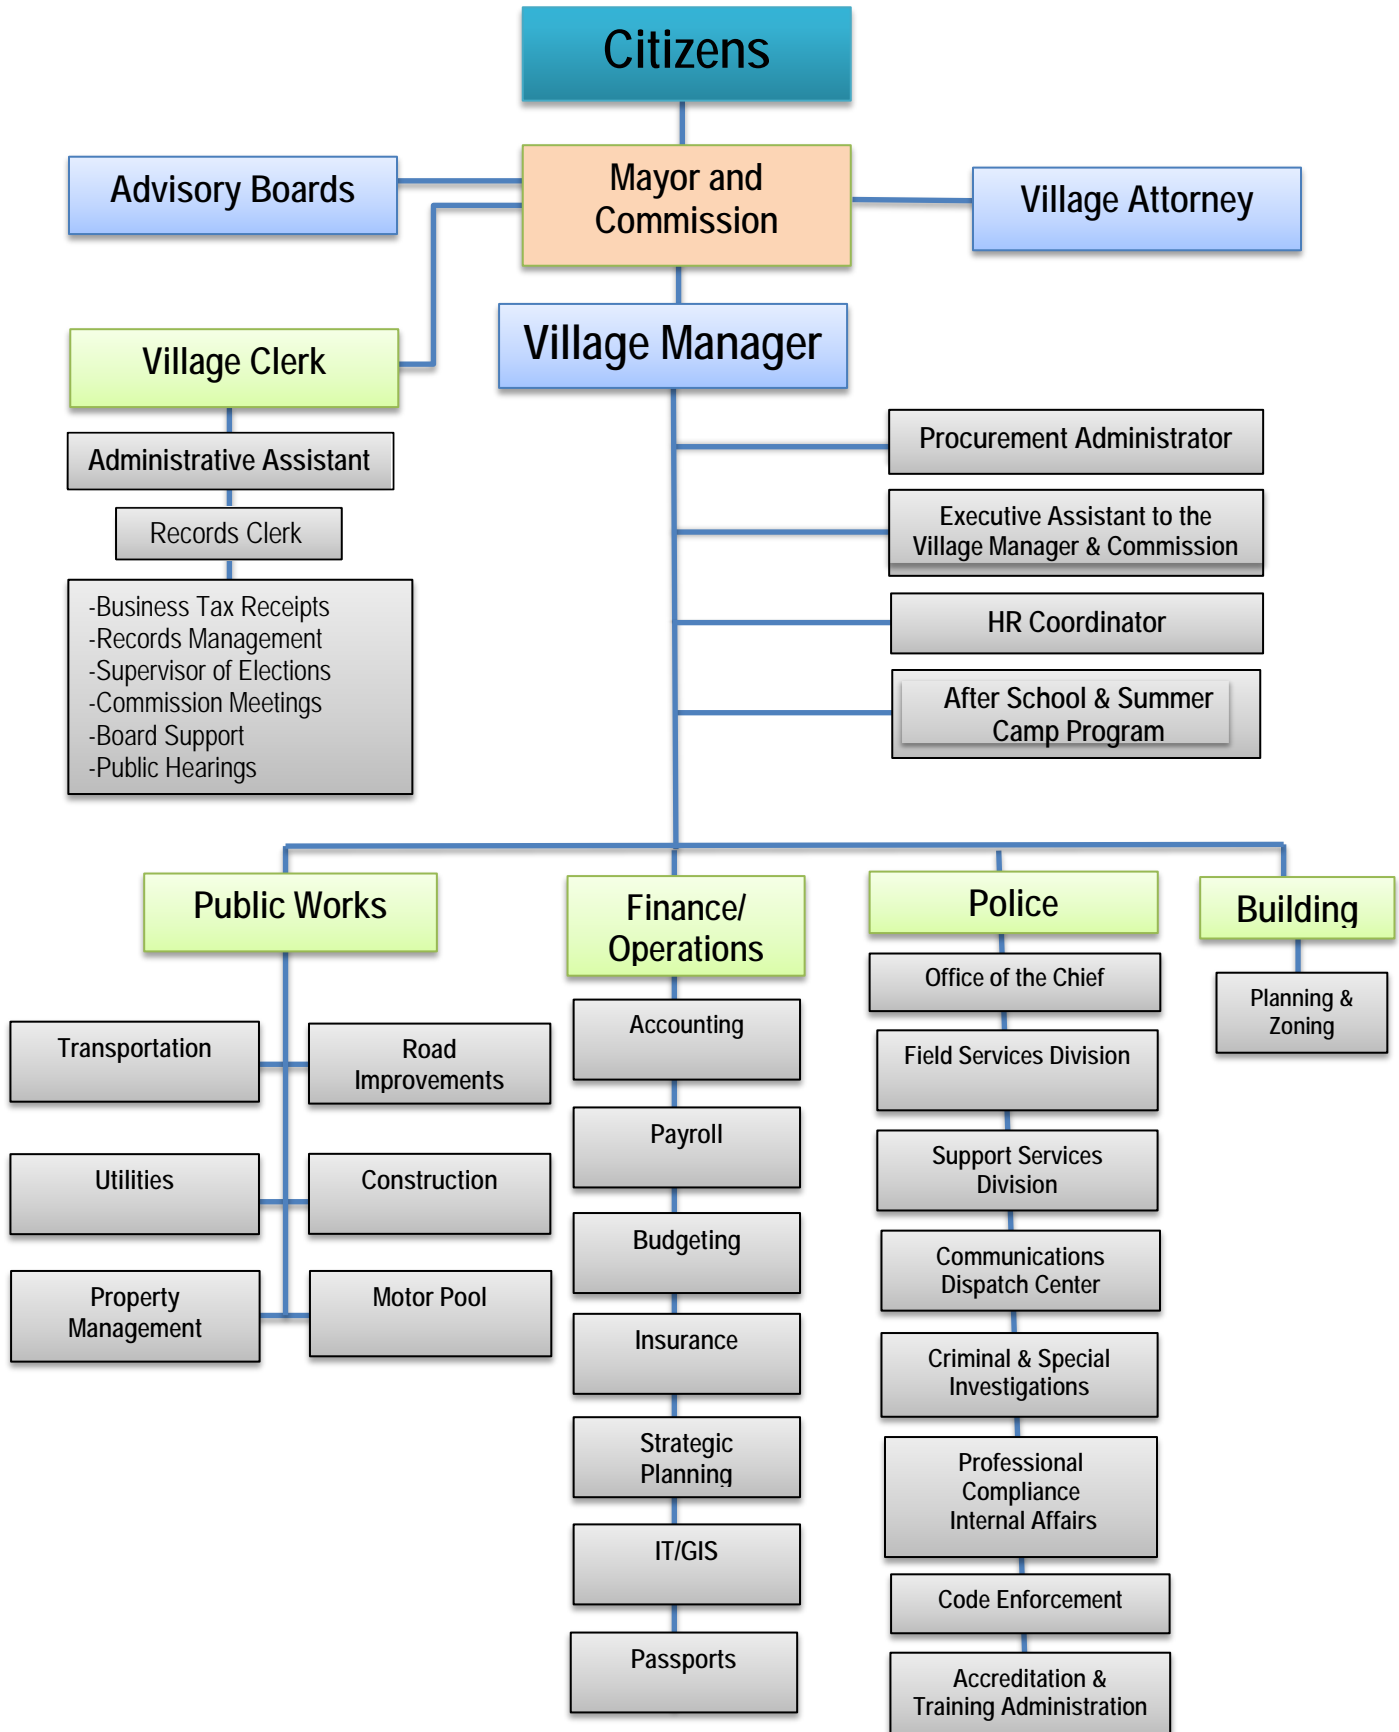 Citizens
Advisory Boards
Mayor and
Commission
Village Attorney
Village Manager
Village Clerk
Administrative Assistant
Records Clerk
-Business Tax Receipts
-Records Management
-Supervisor of Elections
-Commission Meetings
-Board Support
-Public Hearings
Procurement Administrator
Executive Assistant to the
Village Manager & Commission
HR Coordinator
After School & Summer
Camp Program
Public Works
Transportation
Road
Improvements
Utilities
Construction
Property
Management
Motor Pool
Finance/
Operations
Accounting
Payroll
Budgeting
Insurance
Strategic
Planning
IT/GIS
Passports
Police
Office of the Chief
Field Services Division
Support Services
Division
Communications
Dispatch Center
Criminal & Special
Investigations
Professional
Compliance
Internal Affairs
Code Enforcement
Accreditation &
Training Administration
Building
Planning &
Zoning